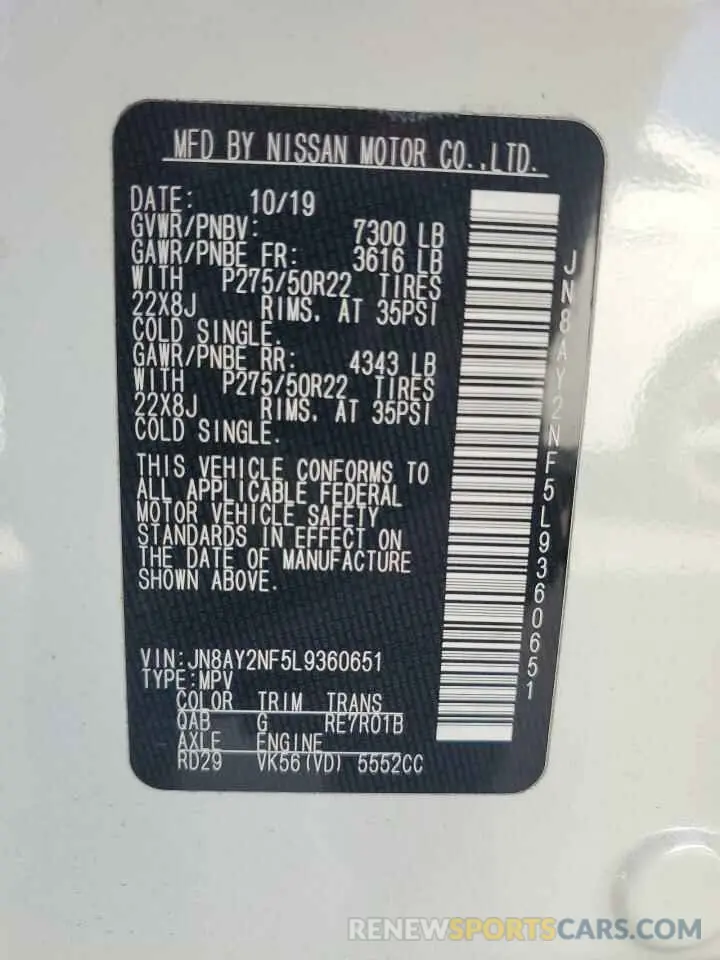 MFD BY NISSAN MOTOR CO.,LTD.
DATE: 10/19
GVWR/PNBV: 7300 LB
GAWR/PNBE FR: 3616 LB
WITH P275/50R22 TIRES
22X8J RIMS, AT 35PSI
COLD SINGLE.
GAWR/PNBE RR: 4343 LB
WITH P275/50R22 TIRES
22X8J RIMS, AT 35PSI
COLD SINGLE.
THIS VEHICLE CONFORMS TO
ALL APPLICABLE FEDERAL
MOTOR VEHICLE SAFETY
STANDARDS IN EFFECT ON
THE DATE OF MANUFACTURE
SHOWN ABOVE.
VIN:JN8AY2NF5L9360651
TYPE:MPV
COLOR TRIM TRANS
QAB G RE7R01B
AXLE ENGINE
RD29 VK56(VD) 5552CC
JN8AY2NF5L9360651
RENEWSPORTSCARS.COM